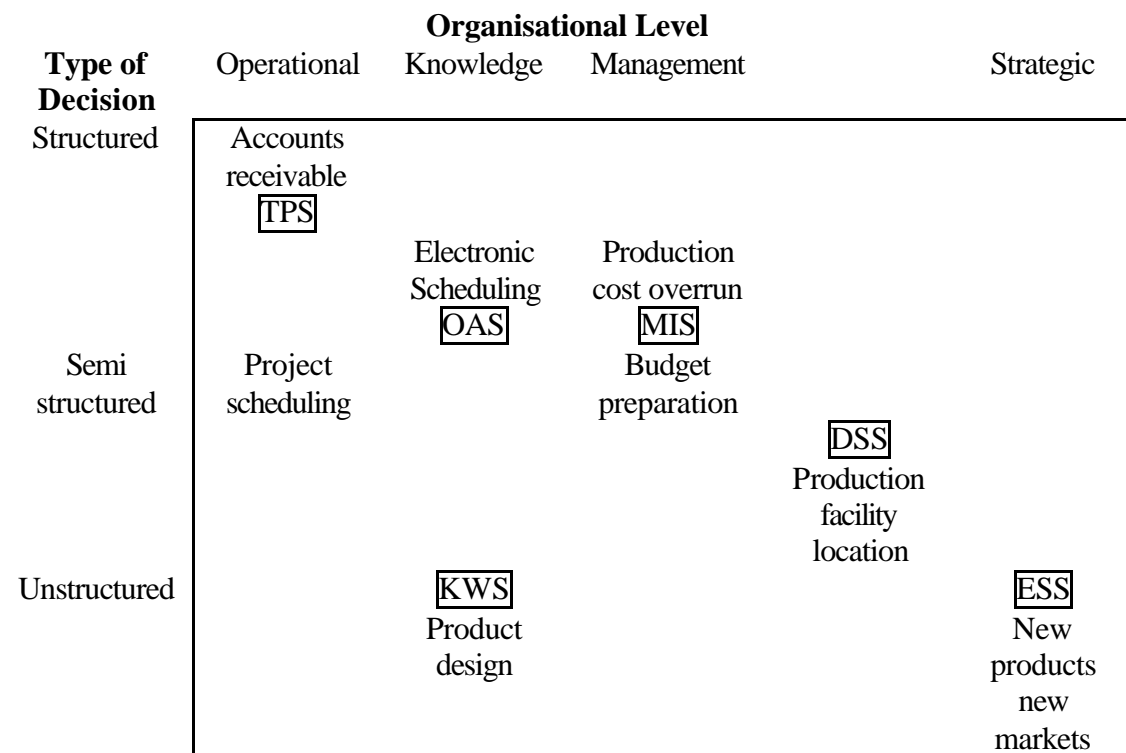 Organisational Level
Type of Decision Operational Knowledge Management Strategic
Structured Accounts
receivable
TPS
Electronic Production
Scheduling cost overrun
OAS MIS
Semi Project Budget
structured scheduling preparation
DSS
Production
facility
location
Unstructured KWS ESS
Product New
design products
new
markets